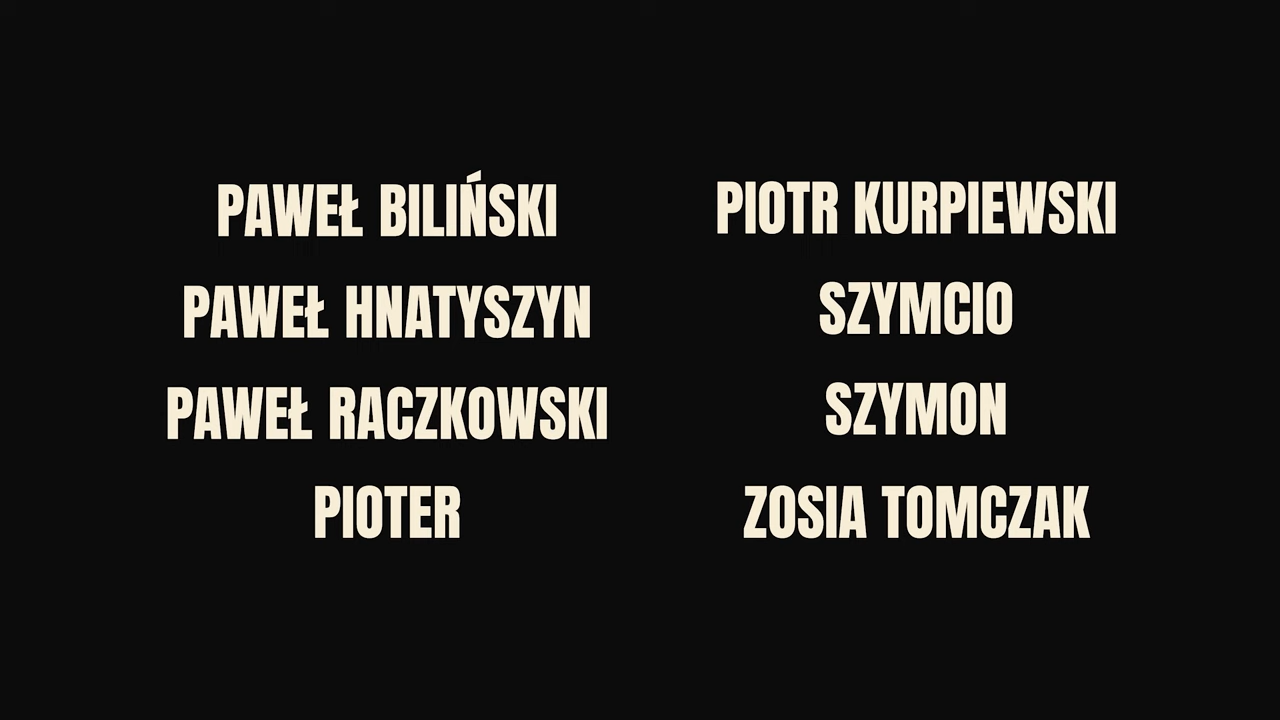 PAWEŁ BILIŃSKI
PAWEŁ HNATYSZYN
PAWEŁ RACZKOWSKI
PIOTER
PIOTR KURPIEWSKI
SZYMCIO
SZYMON
ZOSIA TOMCZAK